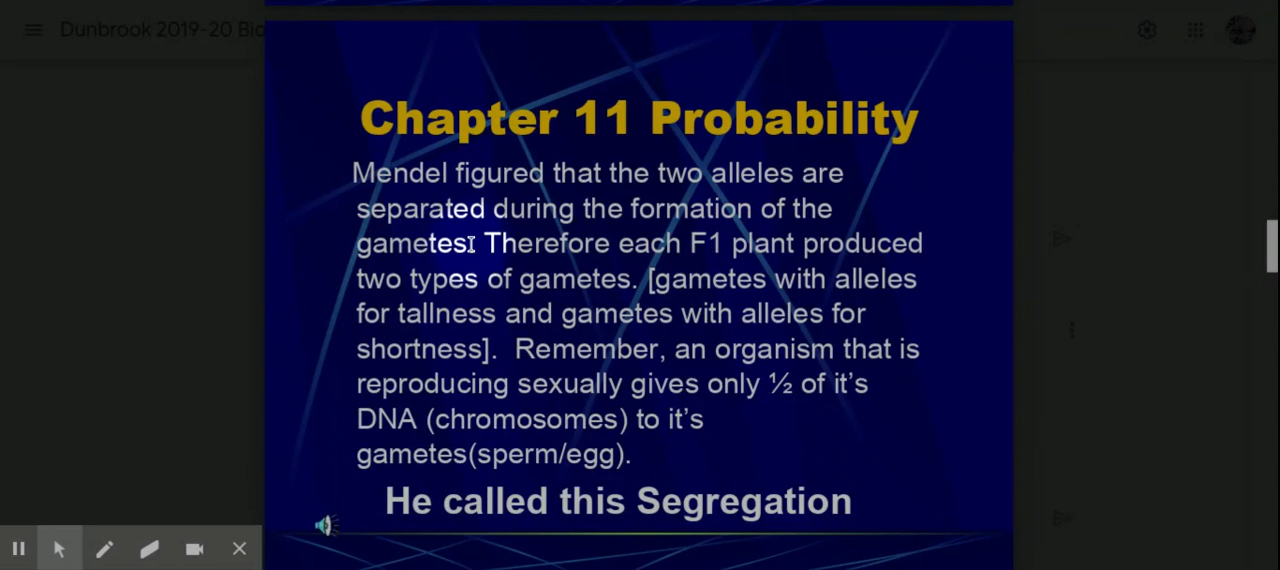 Dunbrook 2019-20 Bio
Chapter 11 Probability
Mendel figured that the two alleles are
separated during the formation of the
gametes. Therefore each F1 plant produced
two types of gametes. [gametes with alleles
for tallness and gametes with alleles for
shortness].  Remember, an organism that is
reproducing sexually gives only ½ of it’s
DNA (chromosomes) to it’s
gametes(sperm/egg).
He called this Segregation